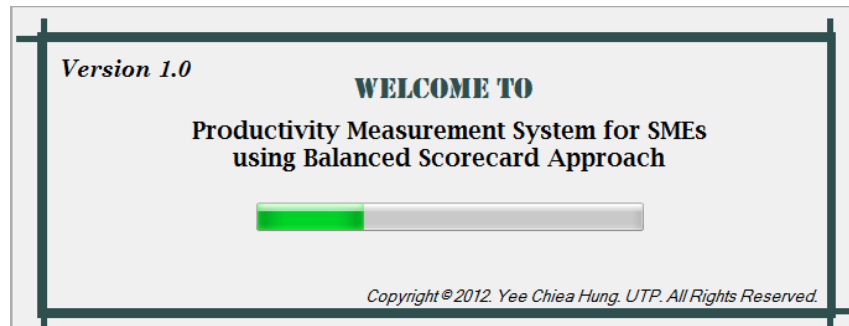 Version 1.0
WELCOME TO
Productivity Measurement System for SMEs
using Balanced Scorecard Approach
Copyright © 2012. Yee Chiea Hung. UTP. All Rights Reserved.